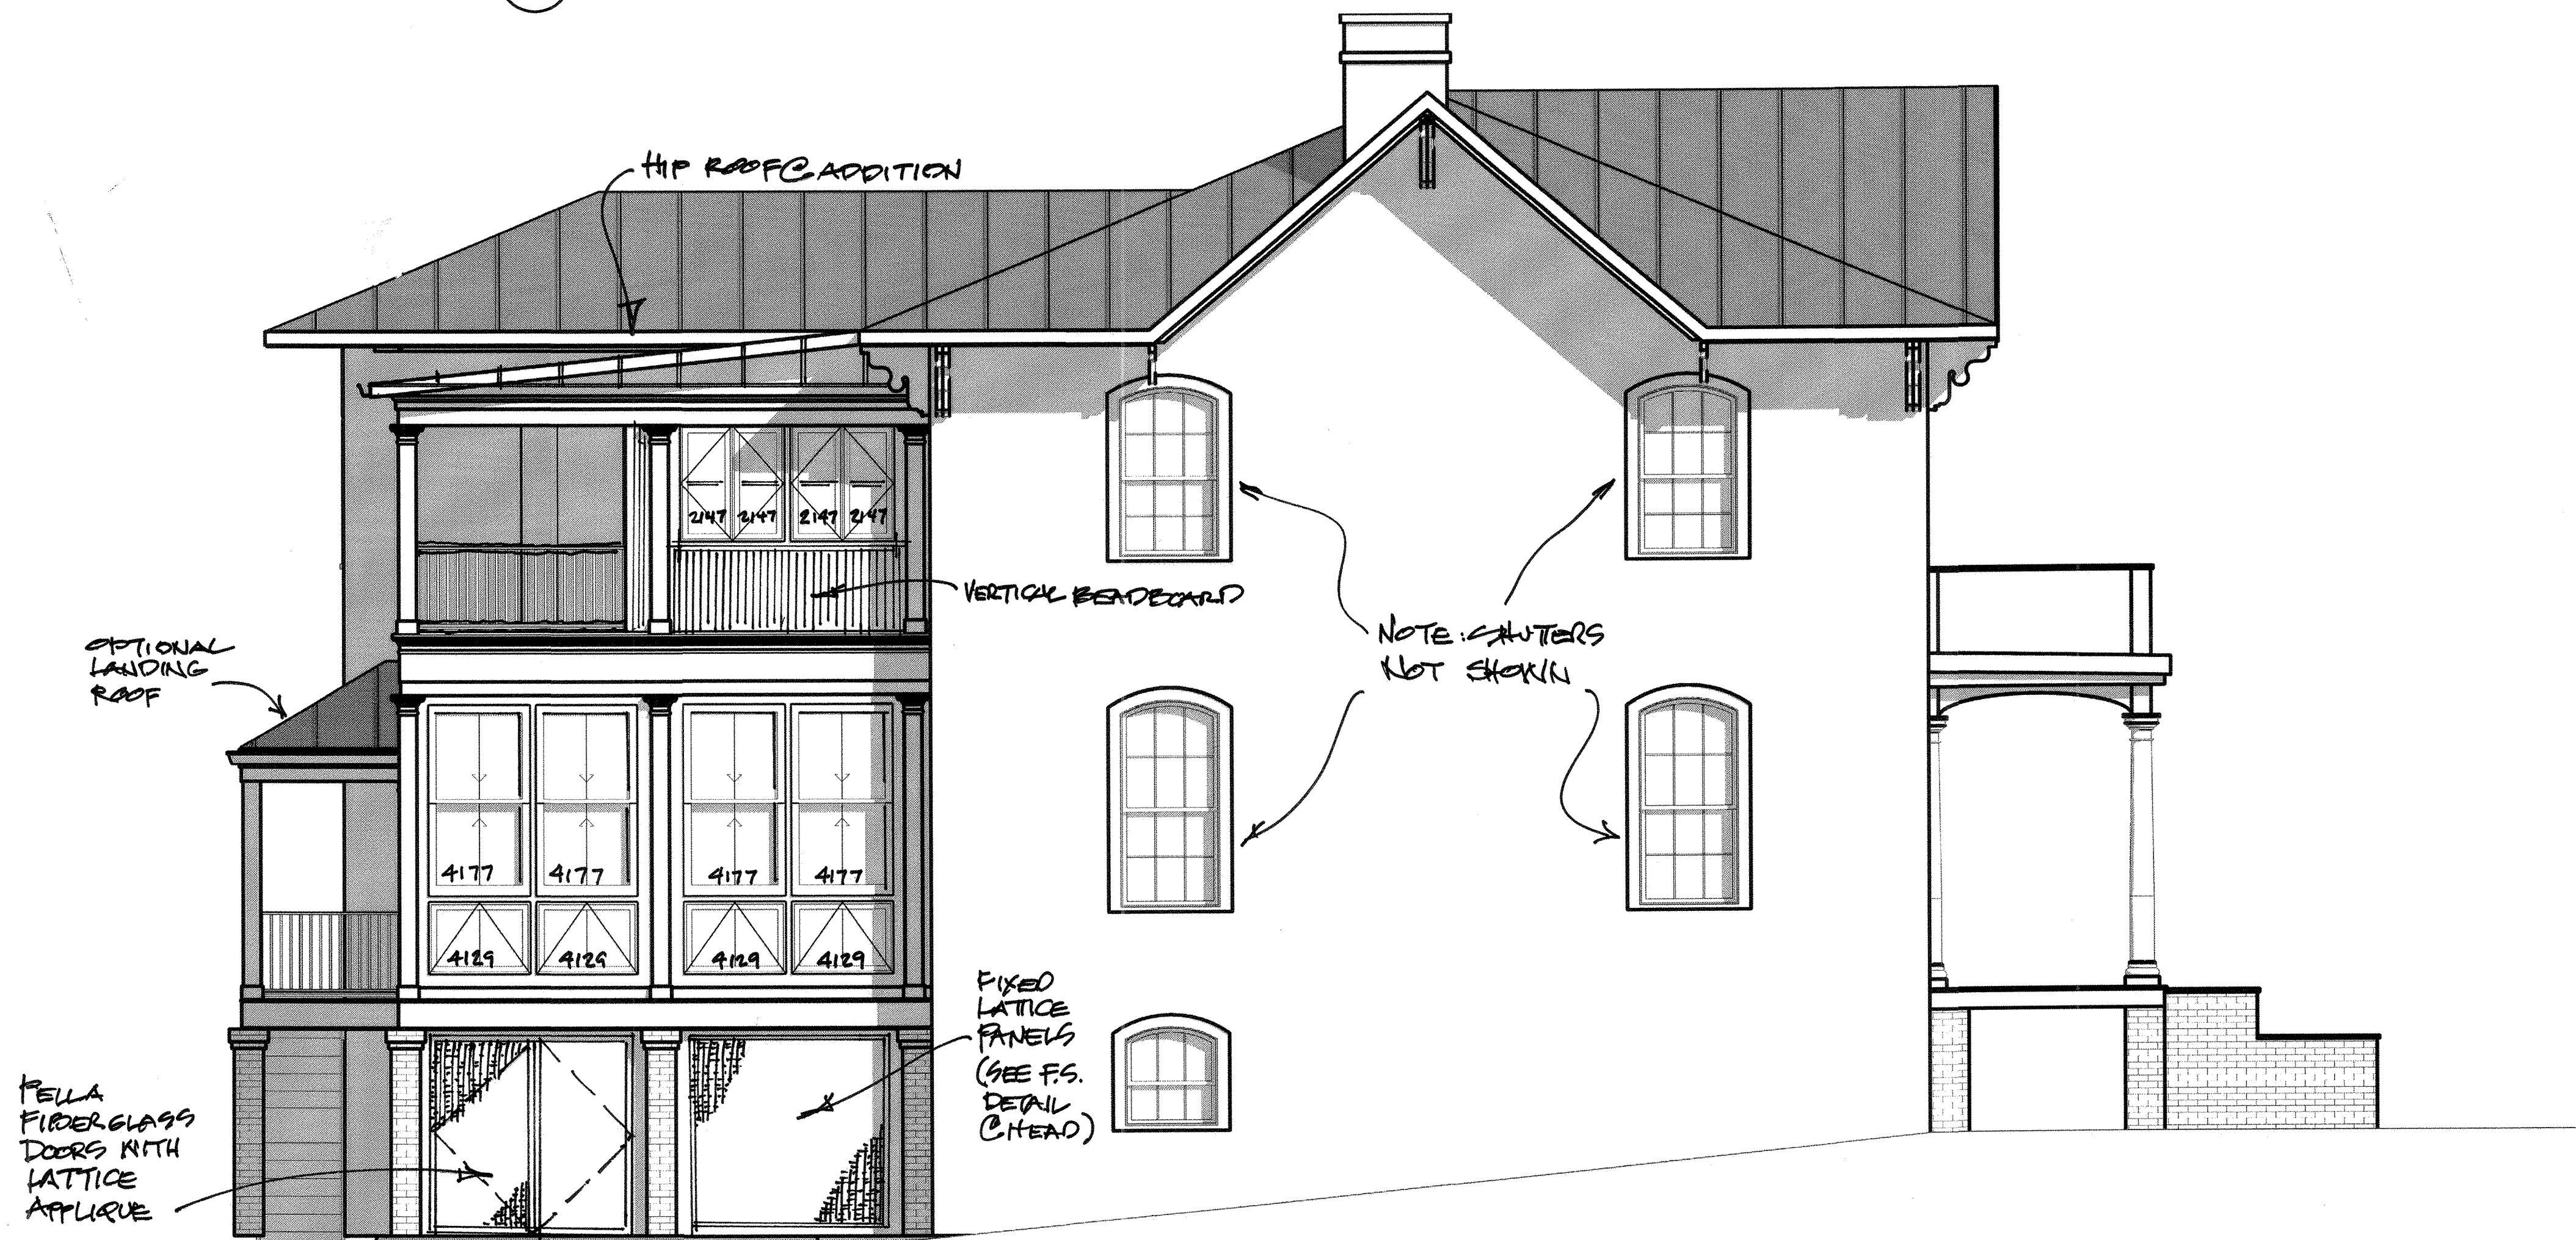 HIP ROOF @ ADDITION
2147 2147 2147 2147
VERTICAL BEADBOARD
OPTIONAL
LANDING
ROOF
NOTE: SHUTTERS
NOT SHOWN
4177 4177 4177 4177
4129 4129 4129 4129
FIXED
LATTICE
PANELS
(SEE F.S.
DETAIL
@ HEAD)
PELLA
FIBERGLASS
DOORS WITH
LATTICE
APPLIQUE